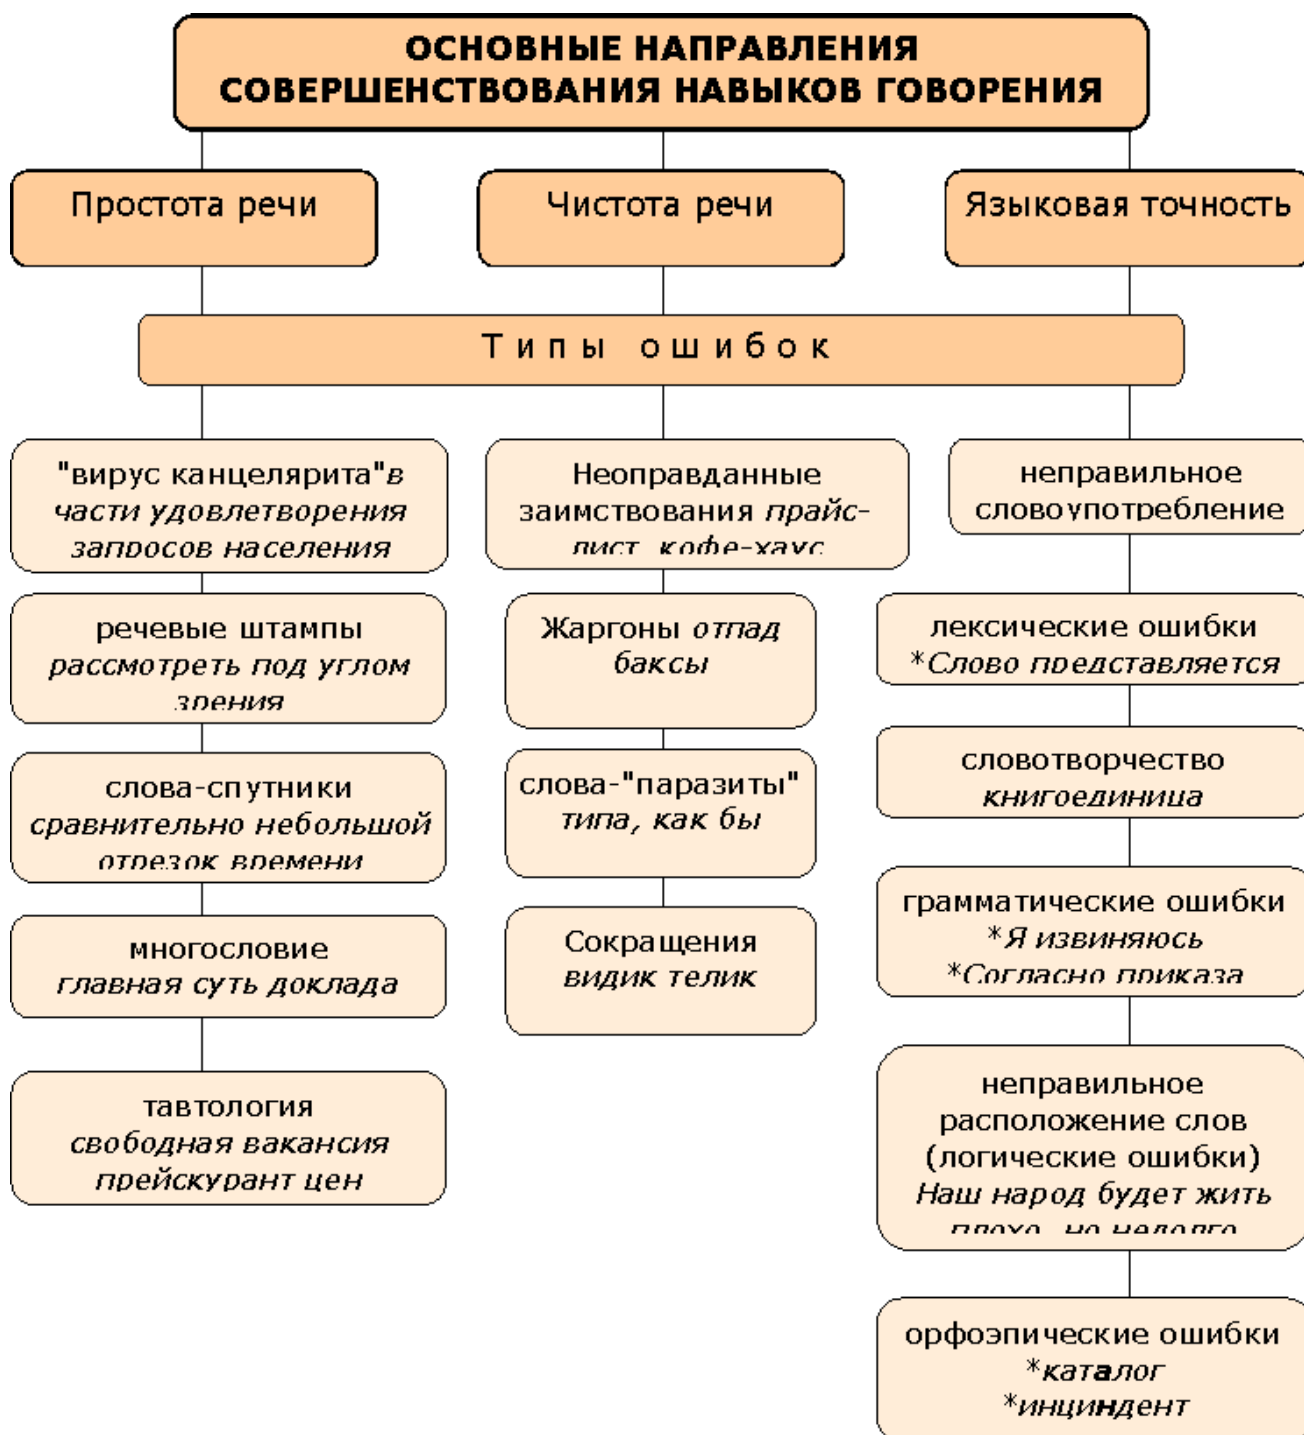 ОСНОВНЫЕ НАПРАВЛЕНИЯ
СОВЕРШЕНСТВОВАНИЯ НАВЫКОВ ГОВОРЕНИЯ
Простота речи
Чистота речи
Языковая точность
Типы ошибок
"вирус канцелярита"в
части удовлетворения
запросов населения
речевые штампы
рассмотреть под углом
зрения
слова-спутники
сравнительно небольшой
отрезок времени
многословие
главная суть доклада
тавтология
свободная вакансия
прейскурант цен
Неоправданные
заимствования прайс-
лист, кофе-хаус
Жаргоны отпад
баксы
слова-"паразиты"
типа, как бы
Сокращения
видик телик
неправильное
словоупотребление
лексические ошибки
*Слово представляется
словотворчество
книгоединица
грамматические ошибки
*Я извиняюсь
*Согласно приказа
неправильное
расположение слов
(логические ошибки)
Наш народ будет жить
плохо, но недолго
орфоэпические ошибки
*каталог
*инциндент